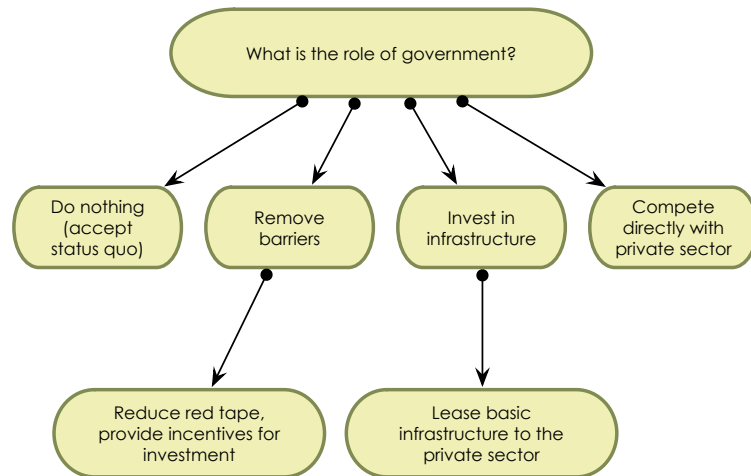 What is the role of government?
Do nothing
(accept
status quo)
Remove
barriers
Invest in
infrastructure
Compete
directly with
private sector
Reduce red tape,
provide incentives for
investment
Lease basic
infrastructure to the
private sector